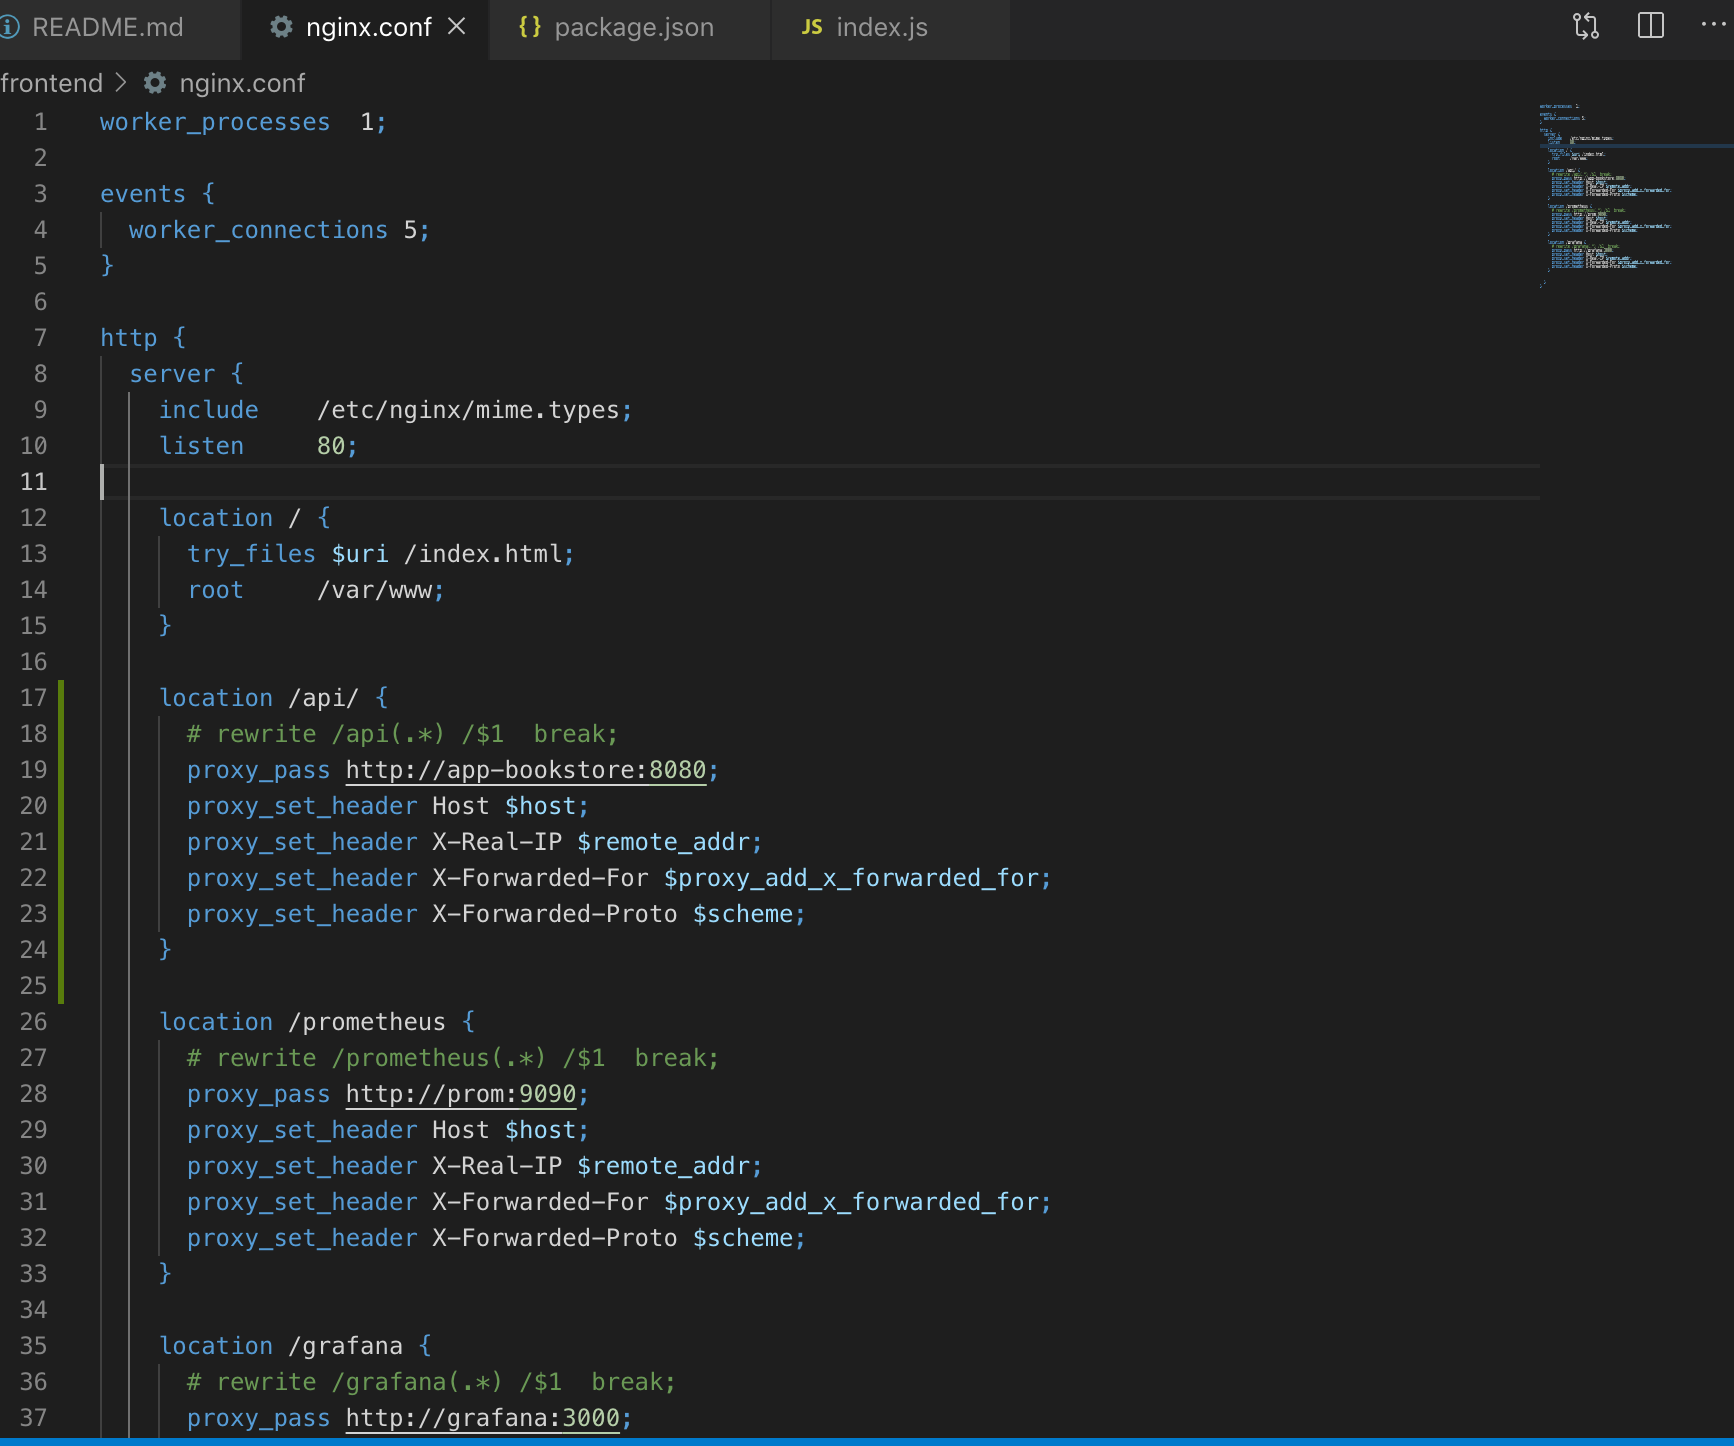 README.md nginx.conf package.json JS index.js
frontend > nginx.conf
1 worker_processes  1;
2
3 events {
4   worker_connections 5;
5 }
6
7 http {
8   server {
9     include    /etc/nginx/mime.types;
10     listen     80;
11
12     location / {
13       try_files $uri /index.html;
14       root     /var/www;
15     }
16
17     location /api/ {
18       # rewrite /api(.*) /$1  break;
19       proxy_pass http://app-bookstore:8080;
20       proxy_set_header Host $host;
21       proxy_set_header X-Real-IP $remote_addr;
22       proxy_set_header X-Forwarded-For $proxy_add_x_forwarded_for;
23       proxy_set_header X-Forwarded-Proto $scheme;
24     }
25
26     location /prometheus {
27       # rewrite /prometheus(.*) /$1  break;
28       proxy_pass http://prom:9090;
29       proxy_set_header Host $host;
30       proxy_set_header X-Real-IP $remote_addr;
31       proxy_set_header X-Forwarded-For $proxy_add_x_forwarded_for;
32       proxy_set_header X-Forwarded-Proto $scheme;
33     }
34
35     location /grafana {
36       # rewrite /grafana(.*) /$1  break;
37       proxy_pass http://grafana:3000;